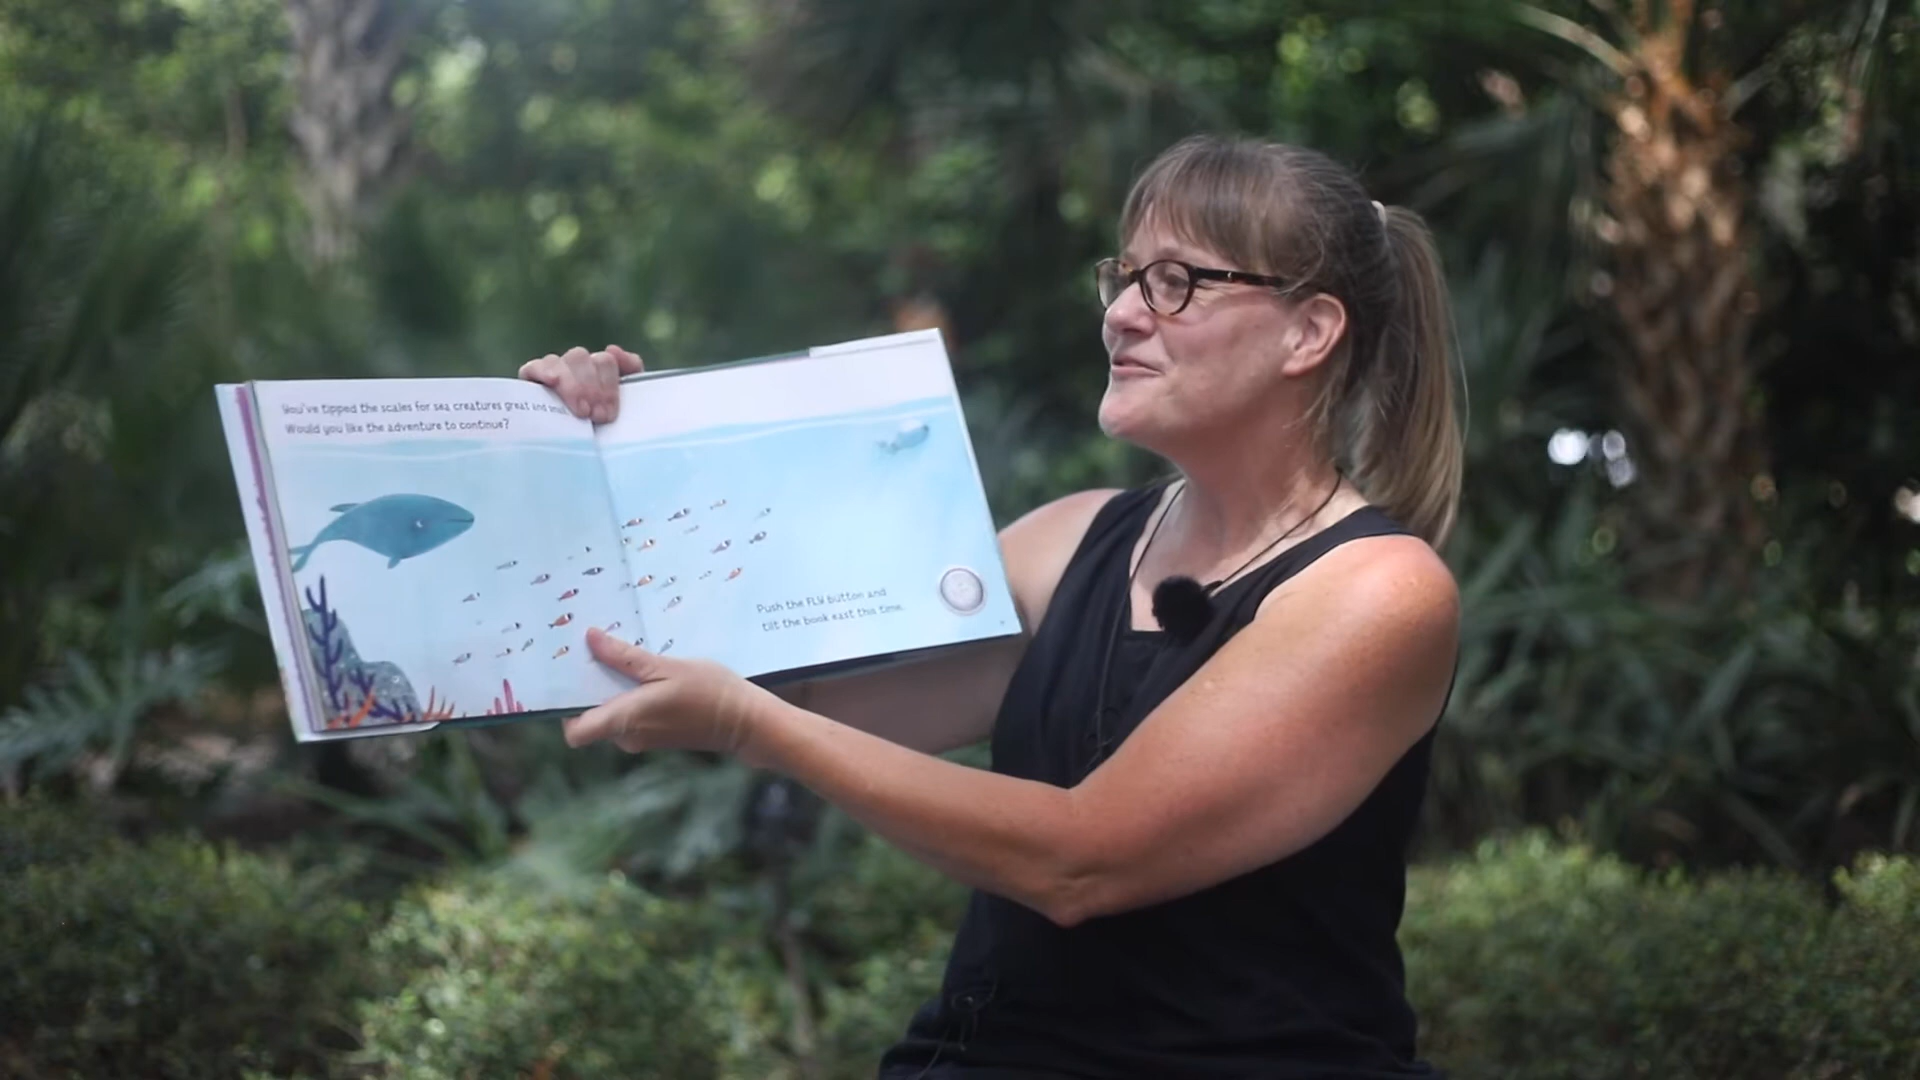 You've tipped the scales for sea creatures great and small.
Would you like the adventure to continue?
Push the FLY button and
tilt the book east this time.